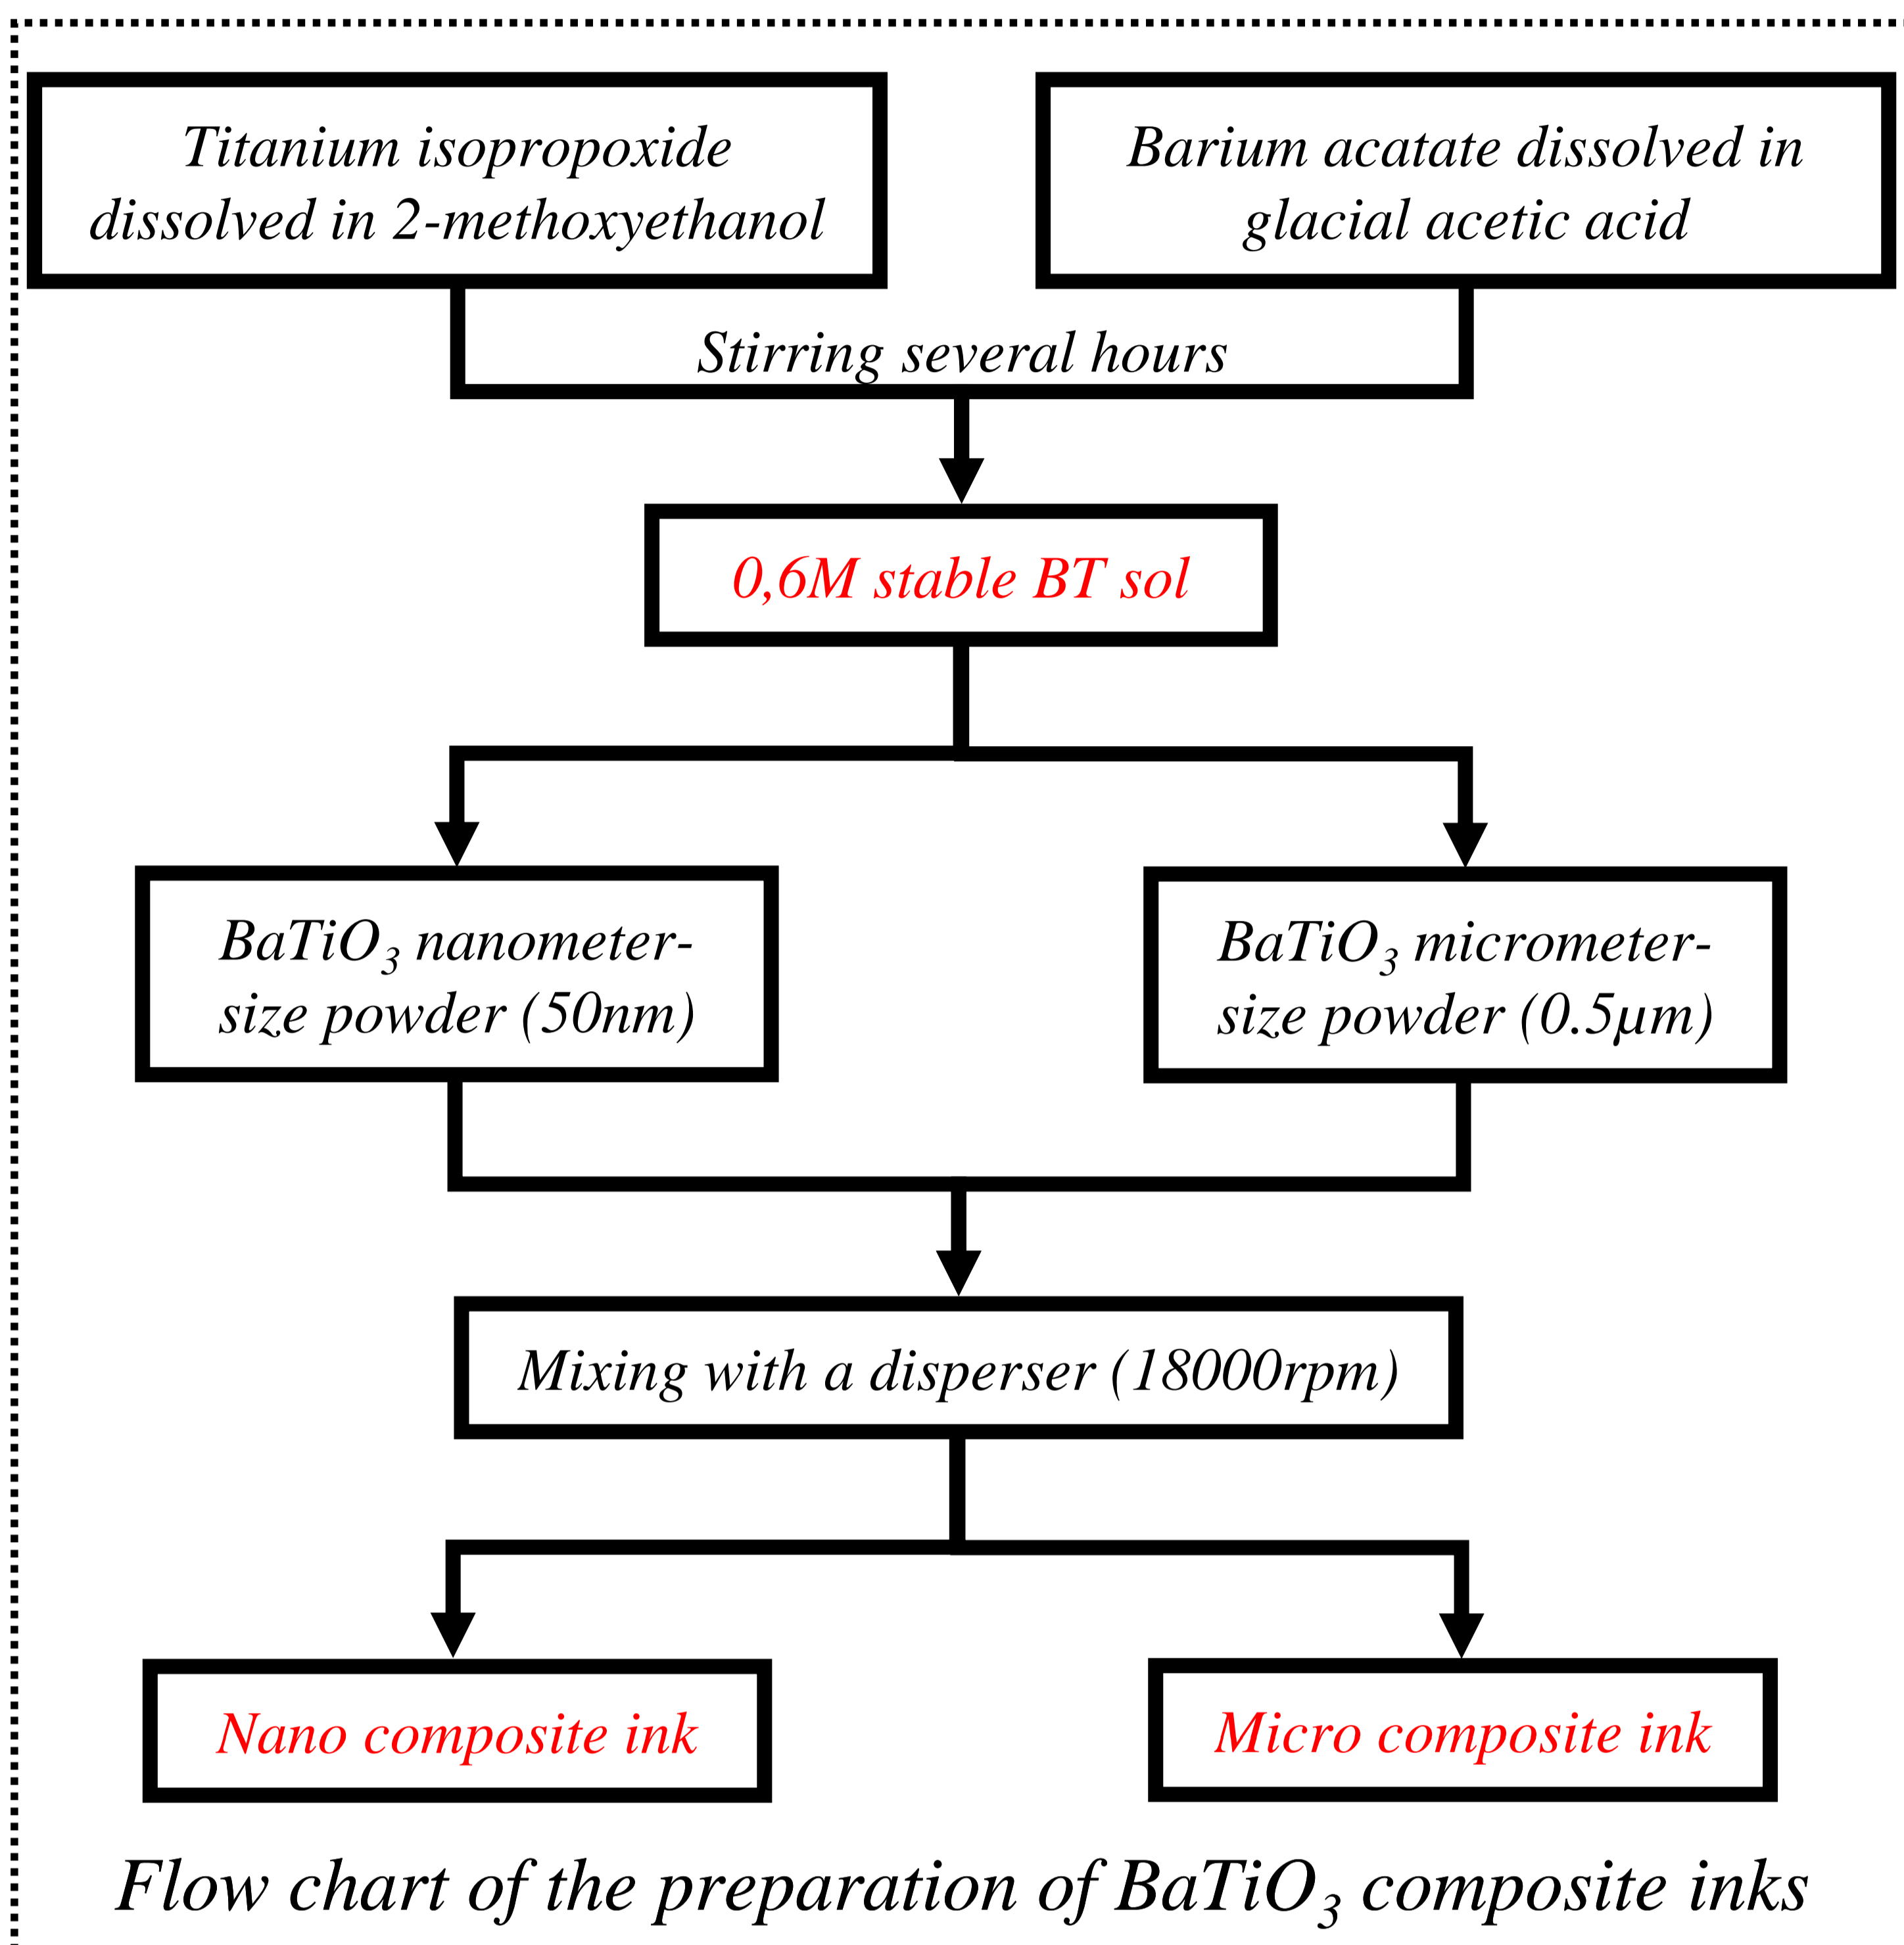 Titanium isopropoxide
dissolved in 2-methoxyethanol
Barium acatate dissolved in
glacial acetic acid
Stirring several hours
0,6M stable BT sol
BaTiO₃ nanometer-
size powder (50nm)
BaTiO₃ micrometer-
size powder (0.5µm)
Mixing with a disperser (18000rpm)
Nano composite ink
Micro composite ink
Flow chart of the preparation of BaTiO₃ composite inks